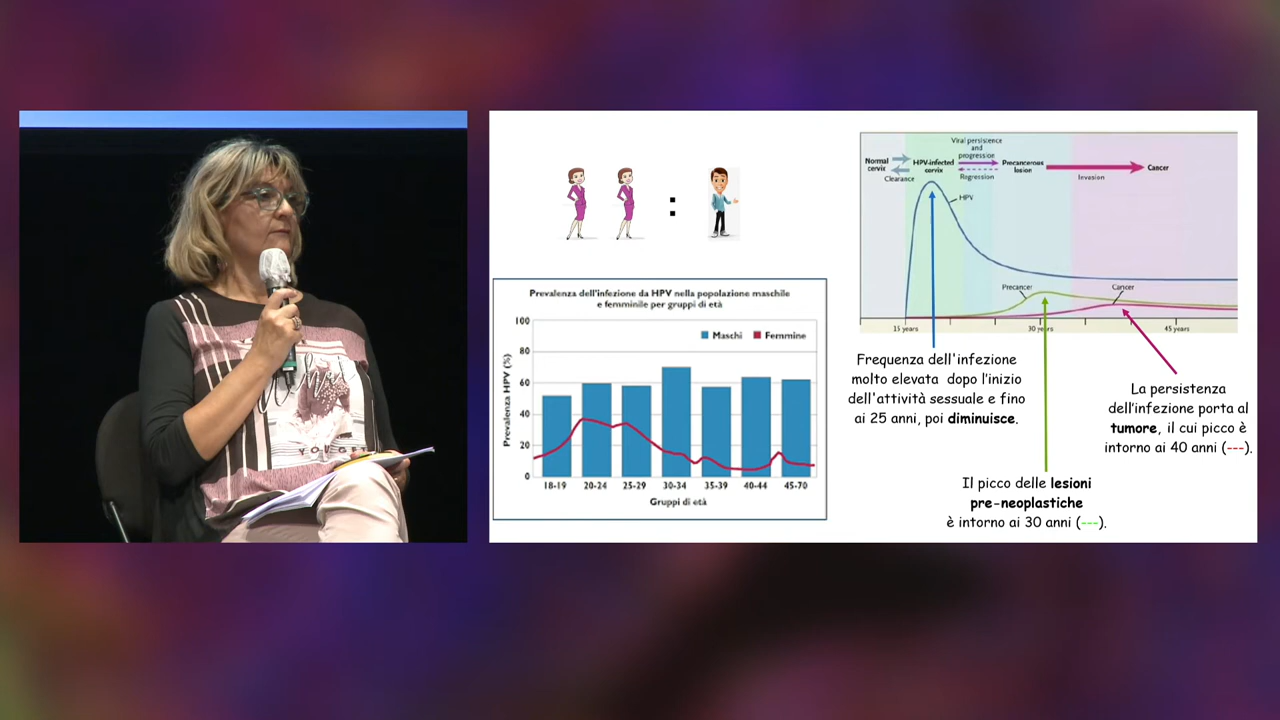 :
Prevalenza dell'infezione da HPV nella popolazione maschile
e femminile per gruppi di età
Prevalenza HPV (%)
100
80
60
40
20
0
Maschi
Femmine
18-19 20-24 25-29 30-34 35-39 40-44 45-70
Gruppi di età
Viral persistence
and
progression
Normal
cervix
HPV-infected
cervix
Precancerous
lesion
Cancer
Clearance
Regression
Invasion
HPV
Precancer
Cancer
15 years
30 years
45 years
Frequenza dell'infezione
molto elevata dopo l'inizio
dell'attività sessuale e fino
ai 25 anni, poi diminuisce.
La persistenza
dell'infezione porta al
tumore, il cui picco è
intorno ai 40 anni (---).
Il picco delle lesioni
pre-neoplastiche
è intorno ai 30 anni (---).